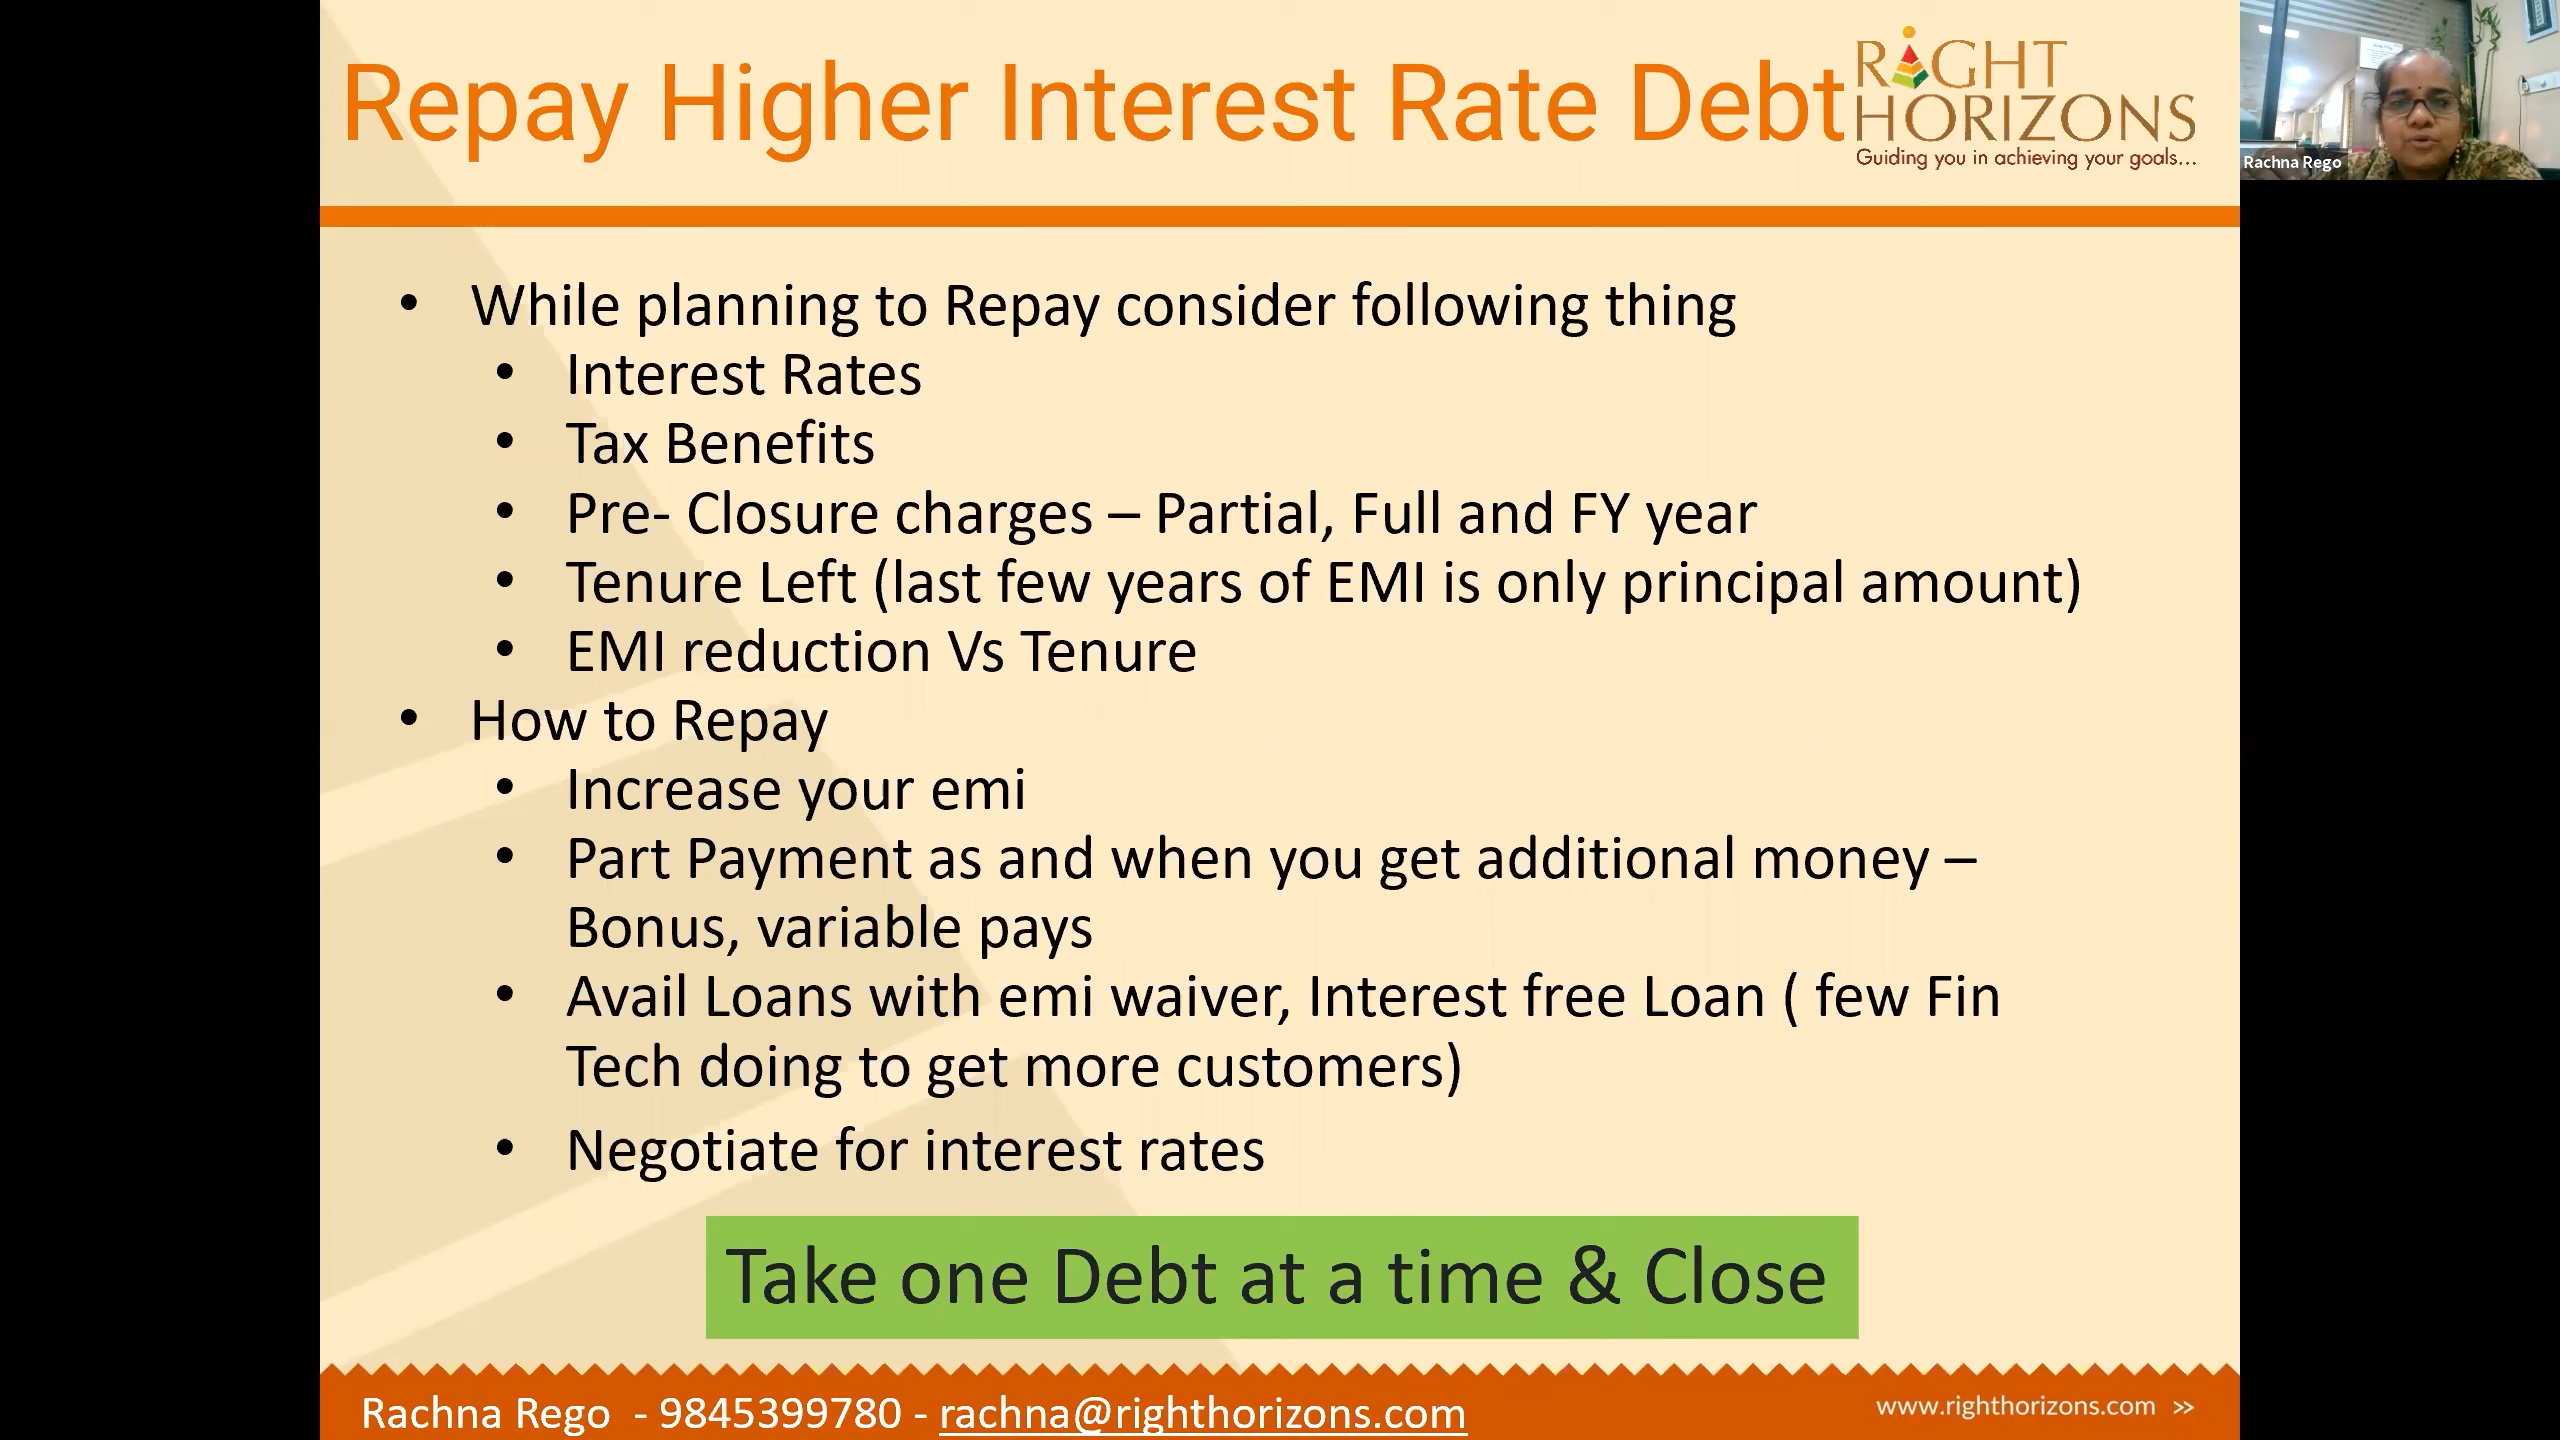 Repay Higher Interest Rate Debt
RIGHT
HORIZONS
Guiding you in achieving your goals...
Rachna Rego
• While planning to Repay consider following thing
• Interest Rates
• Tax Benefits
• Pre- Closure charges – Partial, Full and FY year
• Tenure Left (last few years of EMI is only principal amount)
• EMI reduction Vs Tenure
• How to Repay
• Increase your emi
• Part Payment as and when you get additional money –
Bonus, variable pays
• Avail Loans with emi waiver, Interest free Loan ( few Fin
Tech doing to get more customers)
• Negotiate for interest rates
Take one Debt at a time & Close
Rachna Rego - 9845399780 - rachna@righthorizons.com
www.righthorizons.com >>